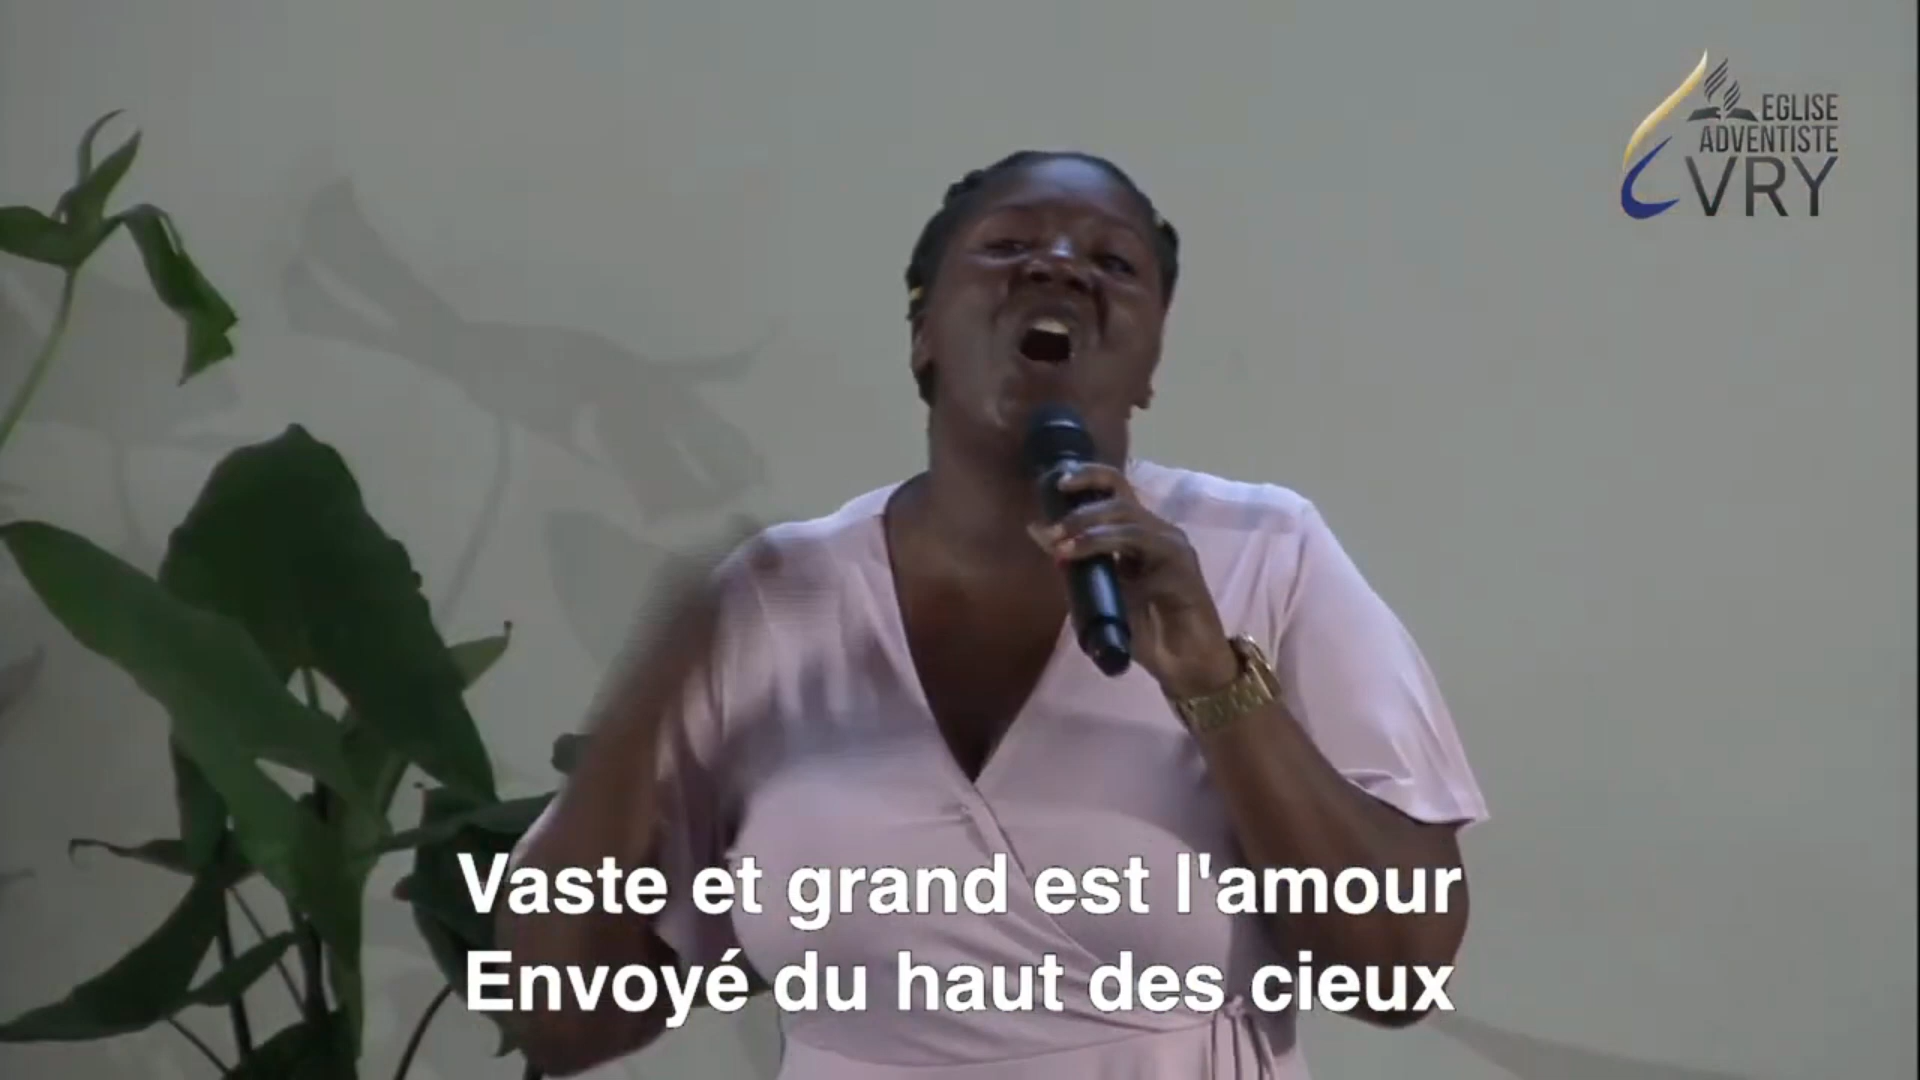 EGLISE
ADVENTISTE
EVRY
Vaste et grand est l'amour
Envoyé du haut des cieux